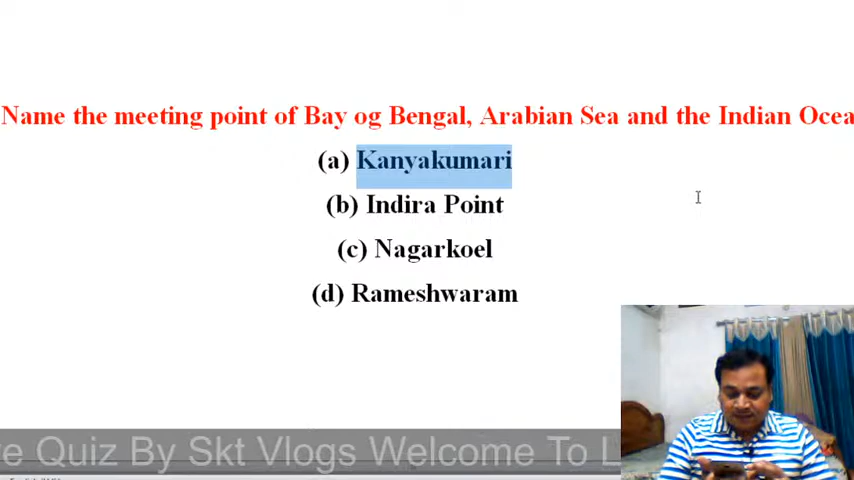 Name the meeting point of Bay og Bengal, Arabian Sea and the Indian Ocea
(a) Kanyakumari
(b) Indira Point
(c) Nagarkoel
(d) Rameshwaram
e Quiz By Skt Vlogs Welcome To L